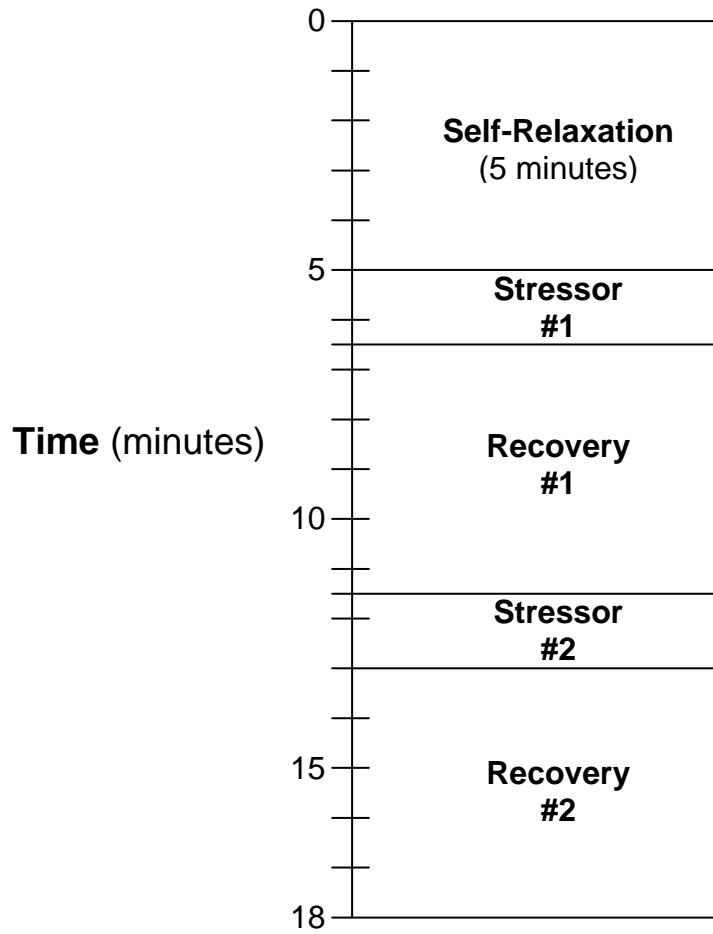 0
Self-Relaxation
(5 minutes)
5
Stressor
#1
Time (minutes)
Recovery
#1
10
Stressor
#2
15
Recovery
#2
18